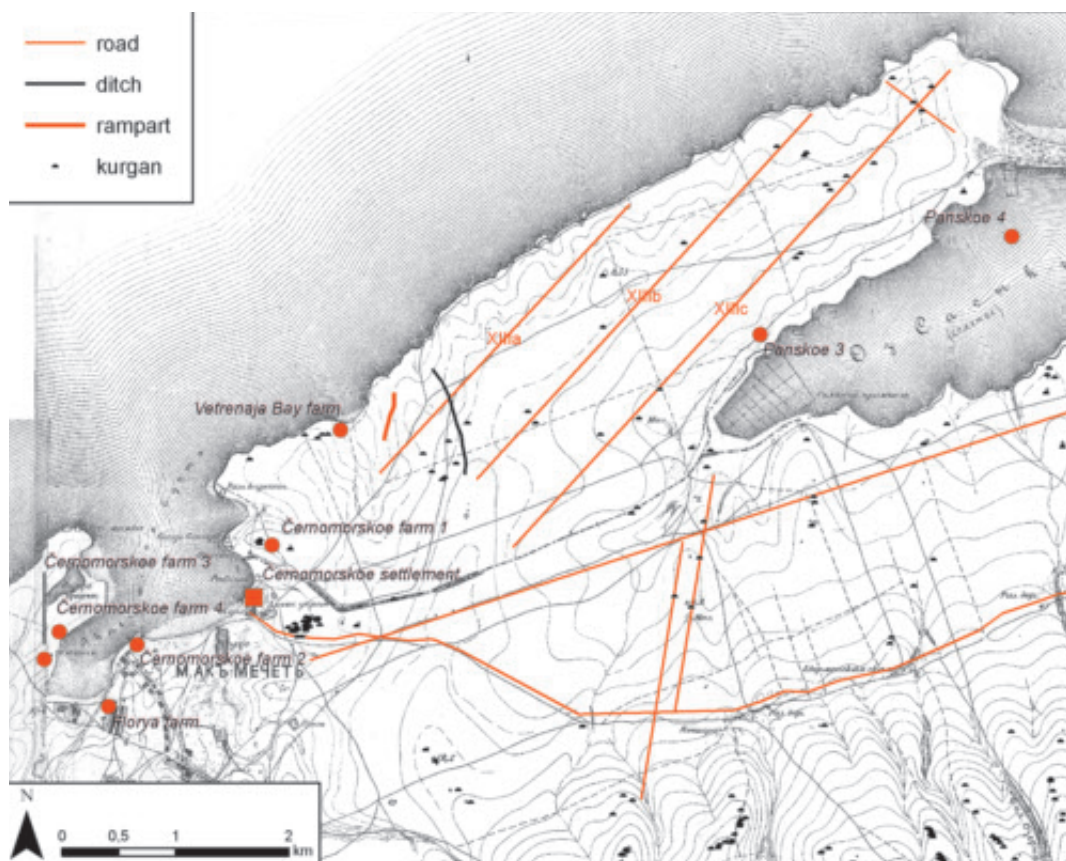 road
ditch
rampart
kurgan
Panskoe 4
XIIIb
XIIIc
XIIIa
Panskoe 3
Vetrenaja Bay farm
Černomorskoe farm 1
Černomorskoe farm 3
Černomorskoe settlement
Černomorskoe farm 4
Černomorskoe farm 2
МАКЪ МЕЧЕТЬ
Florya farm
N
0 0,5 1 2
km